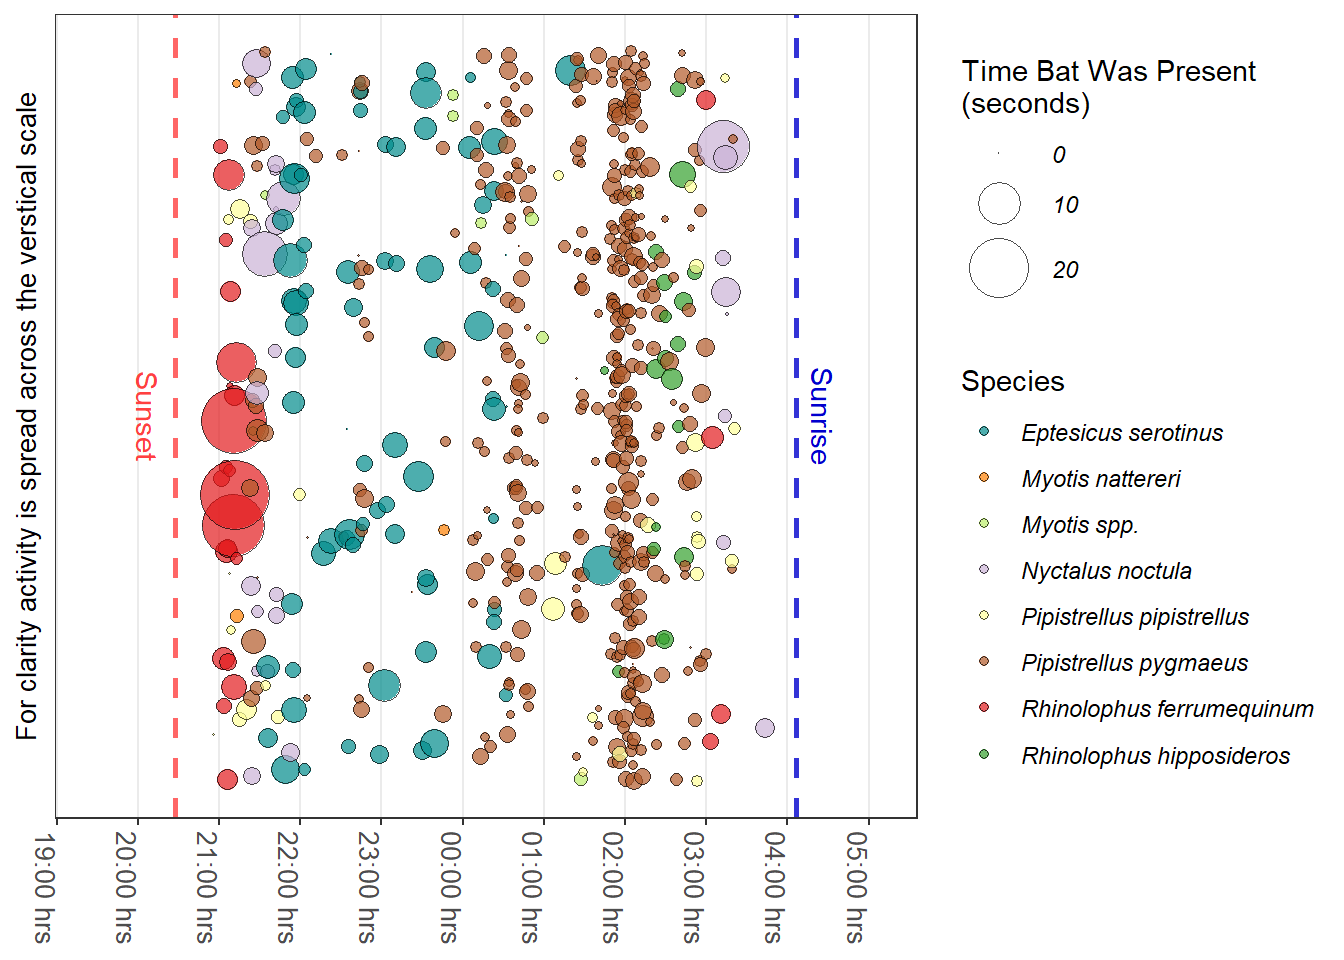 For clarity activity is spread across the verstical scale
Sunset
Sunrise
19:00 hrs
20:00 hrs
21:00 hrs
22:00 hrs
23:00 hrs
00:00 hrs
01:00 hrs
02:00 hrs
03:00 hrs
04:00 hrs
05:00 hrs
Time Bat Was Present
(seconds)
0
10
20
Species
Eptesicus serotinus
Myotis nattereri
Myotis spp.
Nyctalus noctula
Pipistrellus pipistrellus
Pipistrellus pygmaeus
Rhinolophus ferrumequinum
Rhinolophus hipposideros